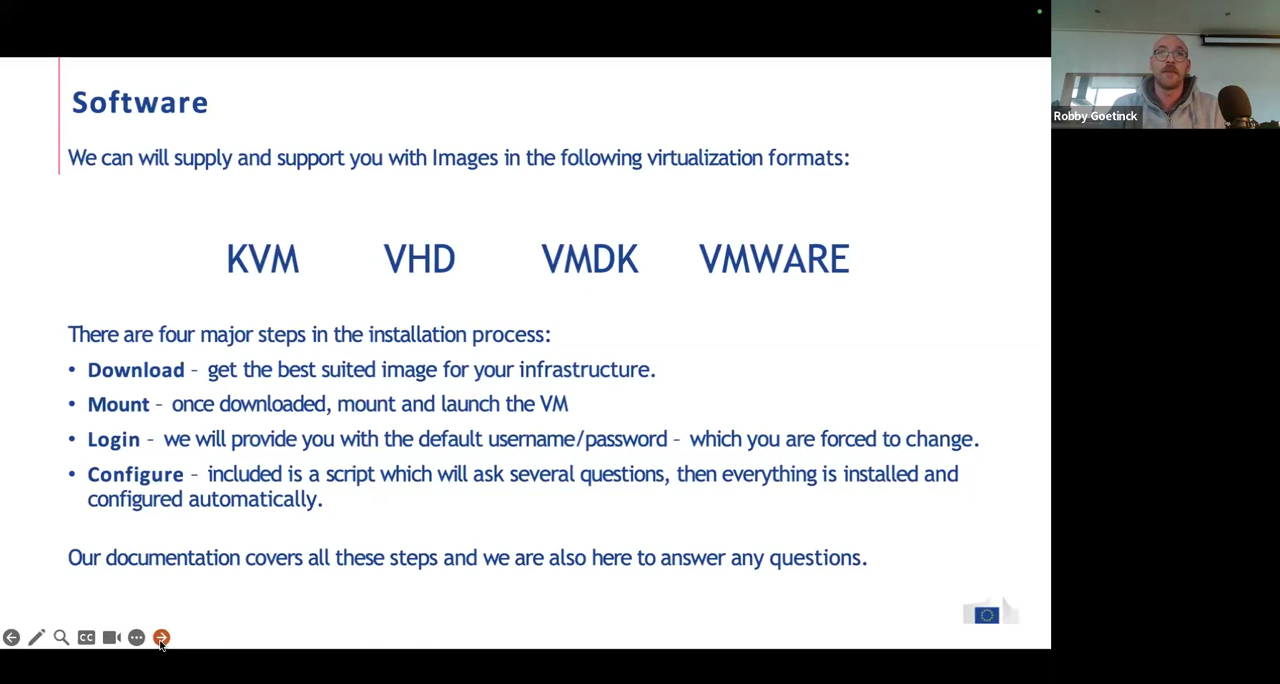 Software
We can will supply and support you with Images in the following virtualization formats:
KVM VHD VMDK VMWARE
There are four major steps in the installation process:
• Download – get the best suited image for your infrastructure.
• Mount – once downloaded, mount and launch the VM
• Login – we will provide you with the default username/password – which you are forced to change.
• Configure – included is a script which will ask several questions, then everything is installed and
configured automatically.
Our documentation covers all these steps and we are also here to answer any questions.
CC
Robby Goetinck